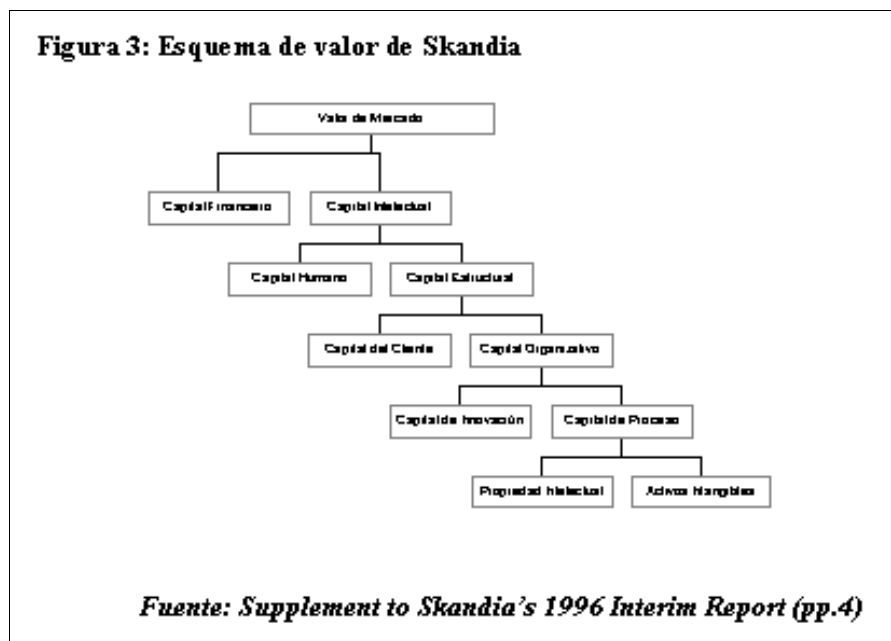 Figura 3: Esquema de valor de Skandia
Valor de Mercado
Capital Financiero
Capital Intelectual
Capital Humano
Capital Estructural
Capital del Cliente
Capital Organizativo
Capital de Innovación
Capital de Proceso
Propiedad Intelectual
Activos Intangibles
Fuente: Supplement to Skandia's 1996 Interim Report (pp.4)